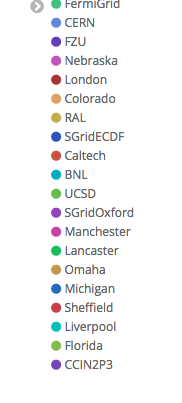 FermiGrid
CERN
FZU
Nebraska
London
Colorado
RAL
SGridECDF
Caltech
BNL
UCSD
SGridOxford
Manchester
Lancaster
Omaha
Michigan
Sheffield
Liverpool
Florida
CCIN2P3